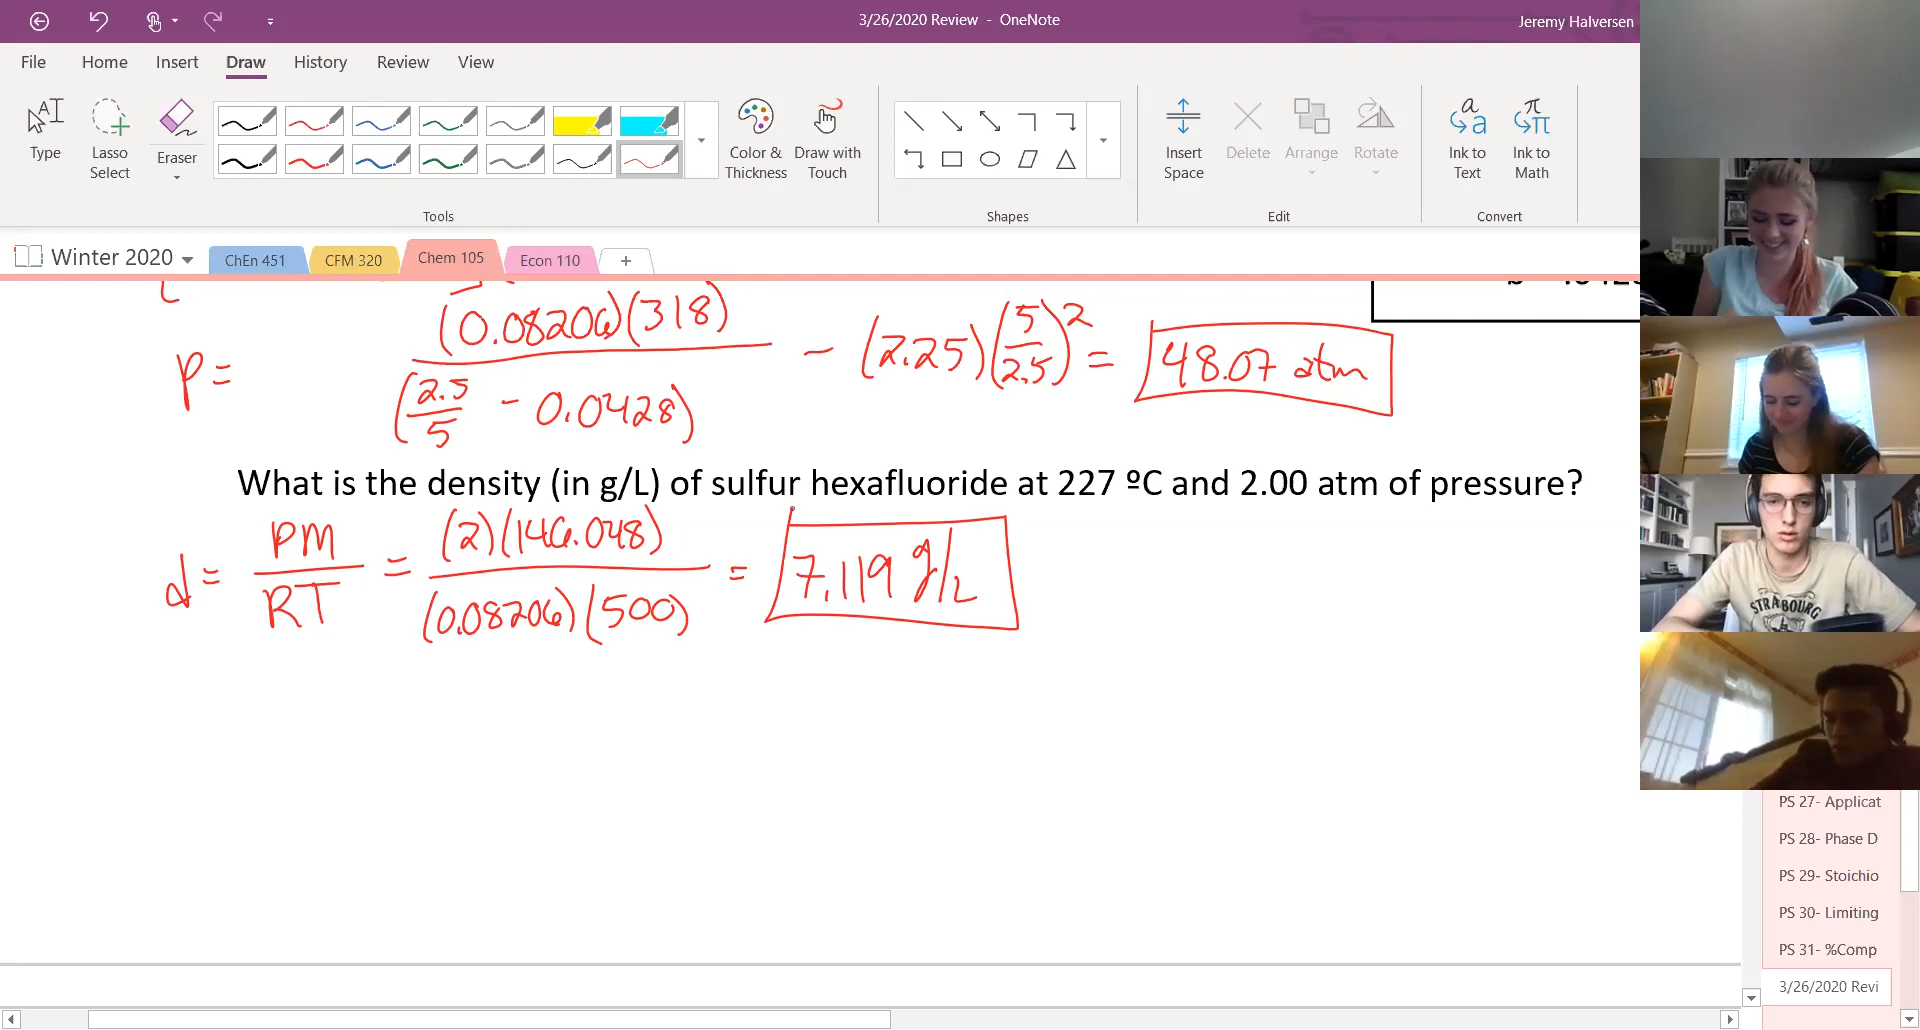 3/26/2020 Review - OneNote
Jeremy Halversen
File Home Insert Draw History Review View
Type
Lasso Select
Eraser
Color & Thickness
Draw with Touch
Insert Space
Delete
Arrange
Rotate
Ink to Text
Ink to Math
Tools
Shapes
Edit
Convert
Winter 2020
ChEn 451
CFM 320
Chem 105
Econ 110
+
P = (0.08206)(318) / (2.5/5 - 0.0428) - (2.25)(5/2.5)^2 = 48.07 atm
What is the density (in g/L) of sulfur hexafluoride at 227 ºC and 2.00 atm of pressure?
d = PM/RT = (2)(146.048) / (0.08206)(500) = 7.119 g/L
STRASBOURG
PS 27- Applicat
PS 28- Phase D
PS 29- Stoichio
PS 30- Limiting
PS 31- %Comp
3/26/2020 Revi